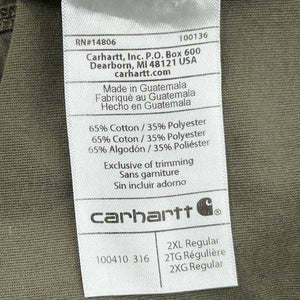 RN#14806 100136
Carhartt, Inc. P.O. Box 600
Dearborn, MI 48121 USA
carhartt.com
Made in Guatemala
Fabriqué au Guatemala
Hecho en Guatemala
65% Cotton / 35% Polyester
65% Coton / 35% Polyester
65% Algodón / 35% Poliéster
Exclusive of trimming
Sans garniture
Sin incluir adorno
carhartt
100410 316
2XL Regular
2TG Régulière
2XG Regular